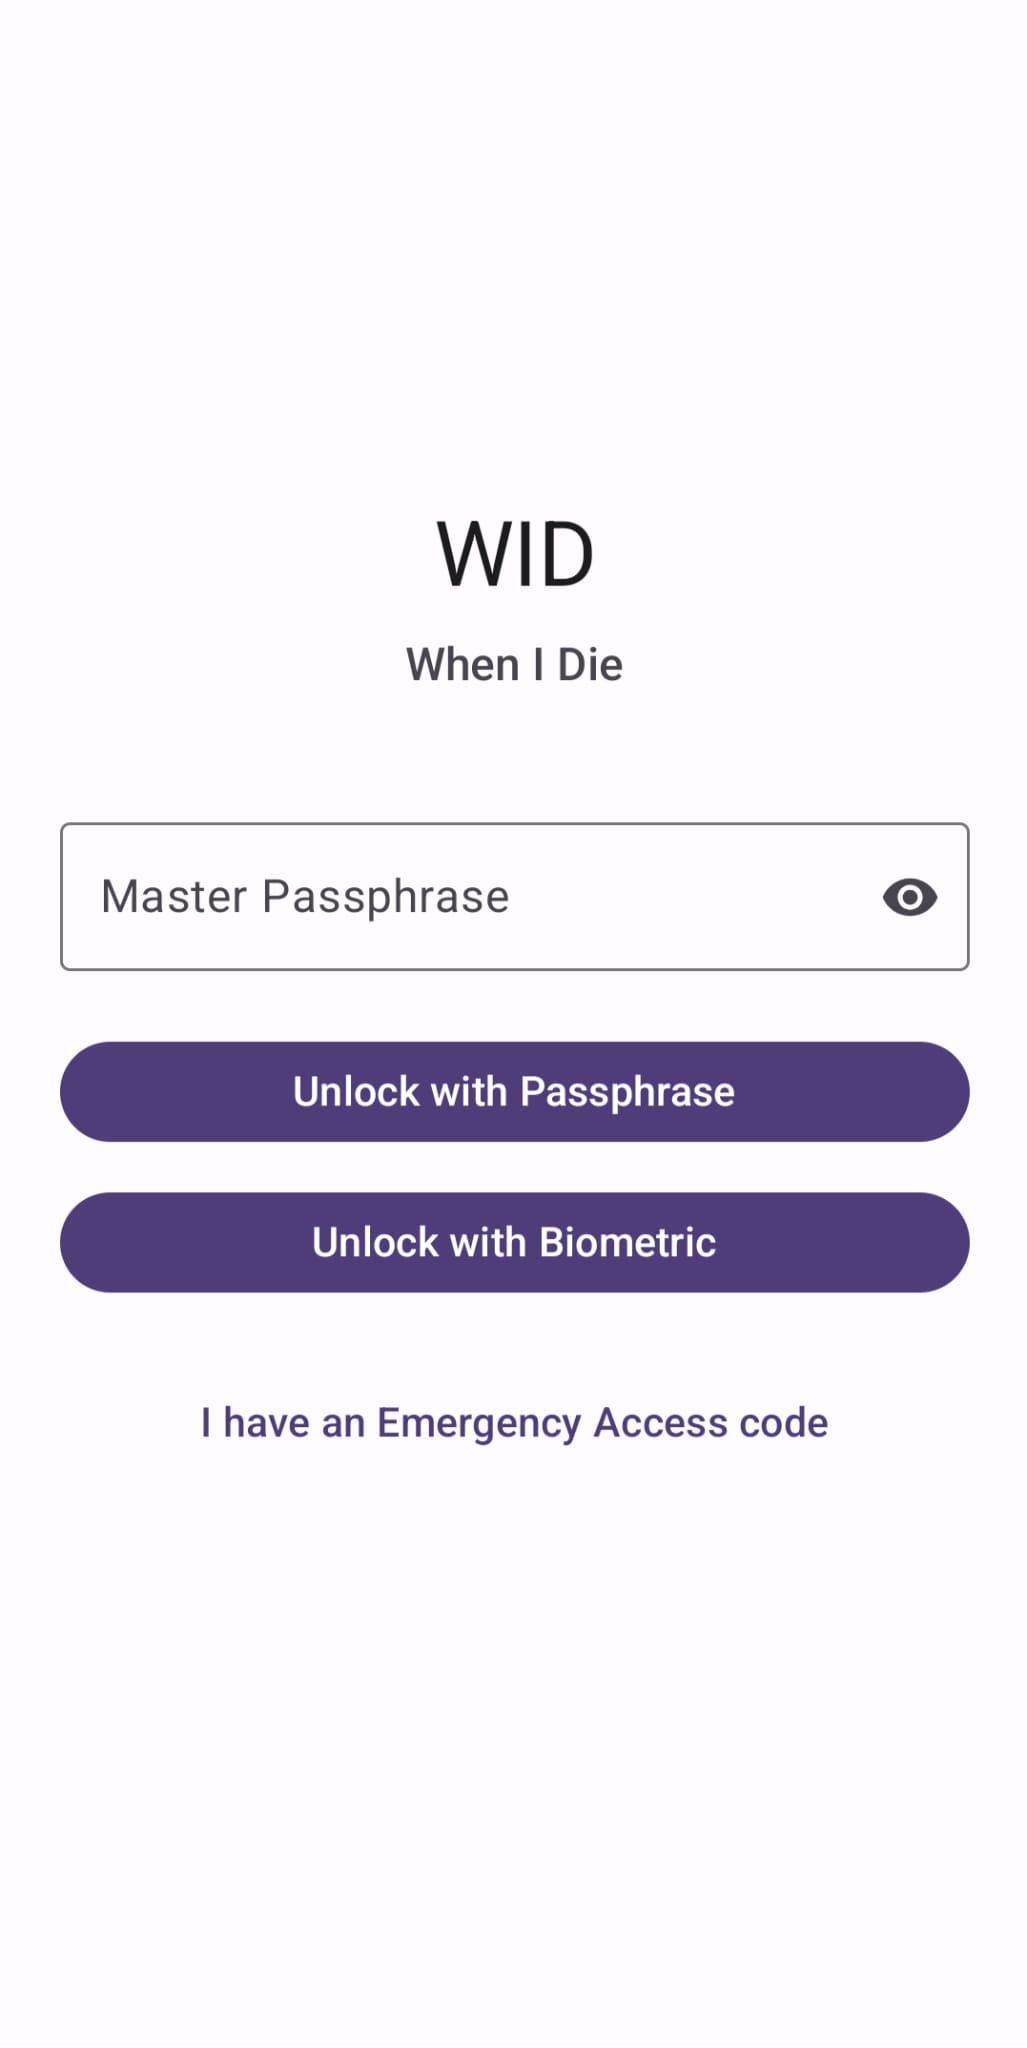 WID
When I Die
Master Passphrase
Unlock with Passphrase
Unlock with Biometric
I have an Emergency Access code